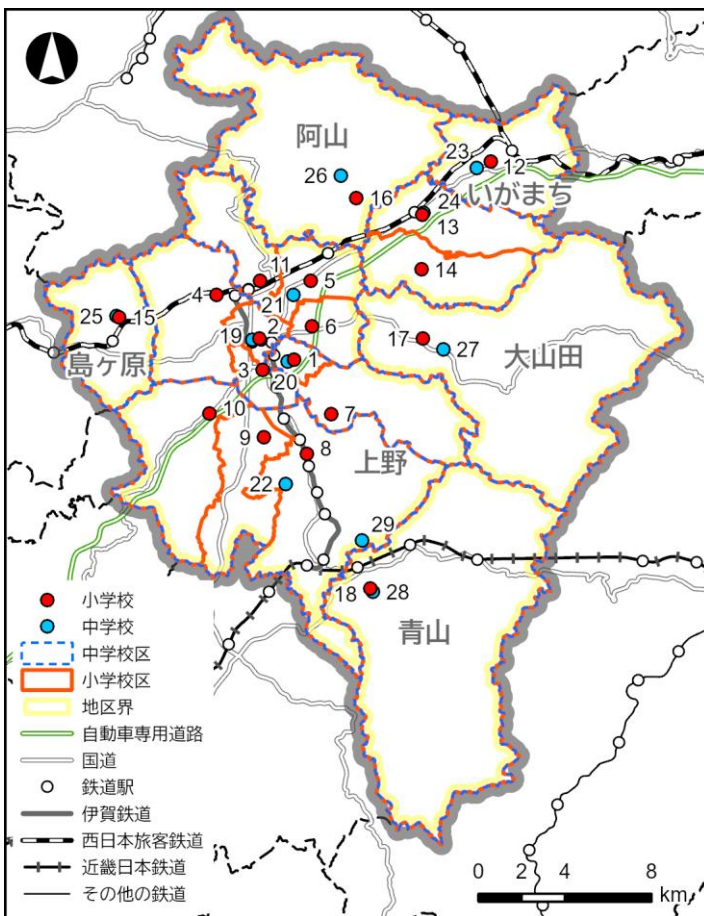 阿山
23
12
26
いがまち
16
24
13
11
5
14
4
21
25
15
2
6
17
19
27
大山田
島ヶ原
1
3
20
10
7
9
8
上野
22
29
18
28
青山
小学校
中学校
中学校区
小学校区
地区界
自動車専用道路
国道
鉄道駅
伊賀鉄道
西日本旅客鉄道
近畿日本鉄道
その他の鉄道
0 2 4 8
km